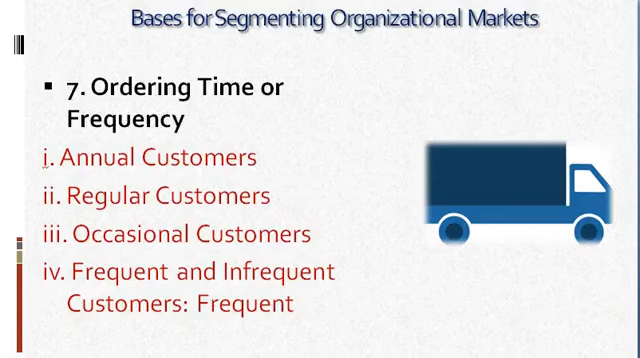 Bases for Segmenting Organizational Markets
7. Ordering Time or
Frequency
i. Annual Customers
ii. Regular Customers
iii. Occasional Customers
iv. Frequent and Infrequent
Customers: Frequent